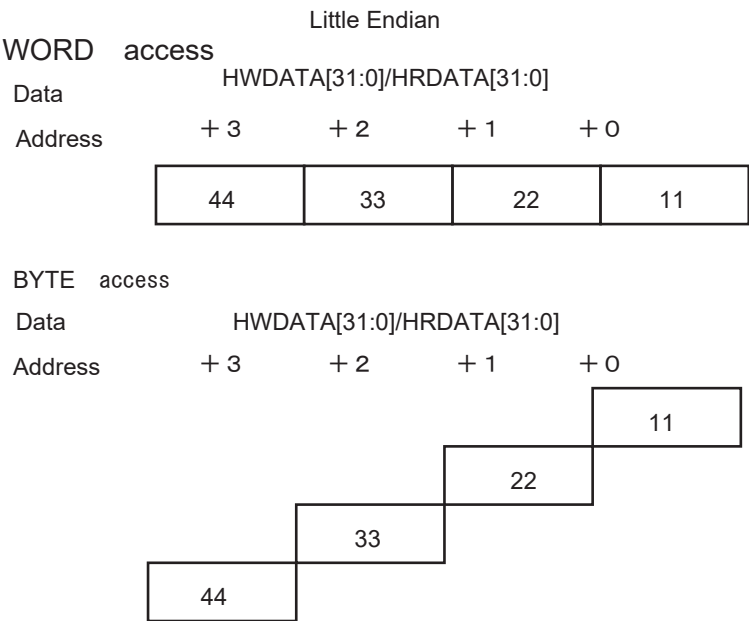 Little Endian
WORD access
Data HWDATA[31:0]/HRDATA[31:0]
Address ＋３ ＋２ ＋１ ＋０
44 33 22 11
BYTE access
Data HWDATA[31:0]/HRDATA[31:0]
Address ＋３ ＋２ ＋１ ＋０
11
22
33
44